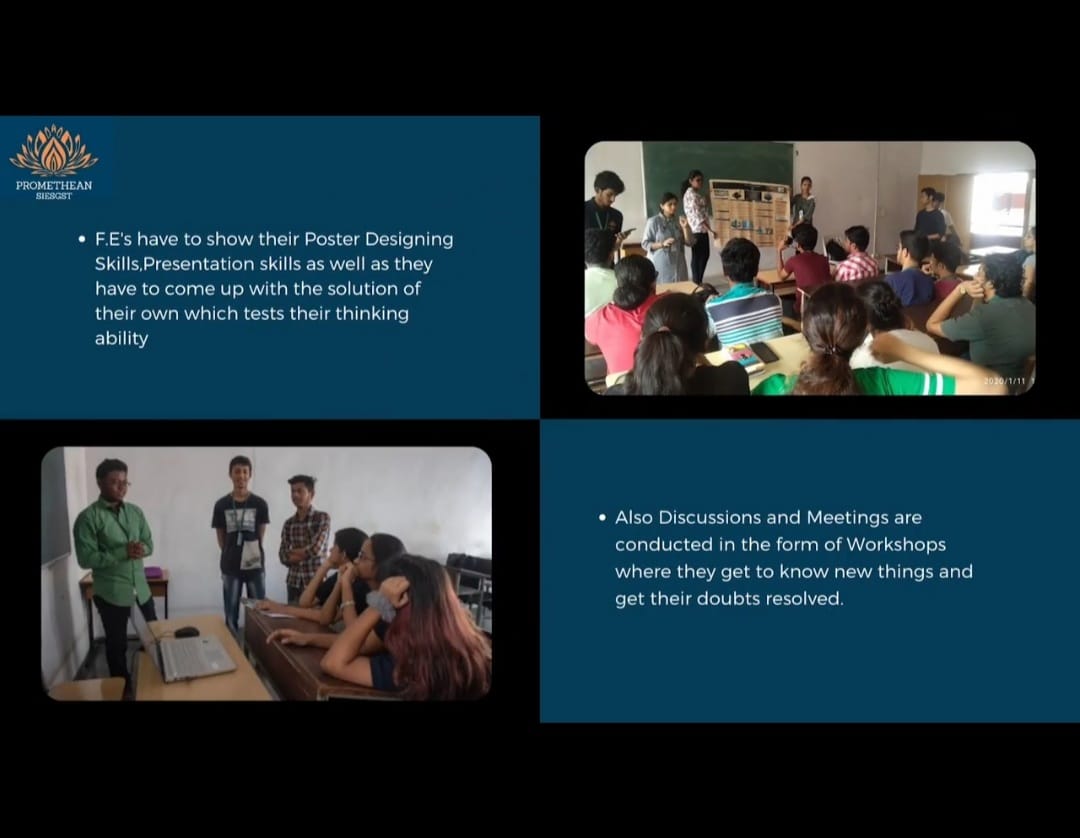 PROMETHEAN
SIESGST
• F.E's have to show their Poster Designing
Skills,Presentation skills as well as they
have to come up with the solution of
their own which tests their thinking
ability
2020/1/11 1
• Also Discussions and Meetings are
conducted in the form of Workshops
where they get to know new things and
get their doubts resolved.